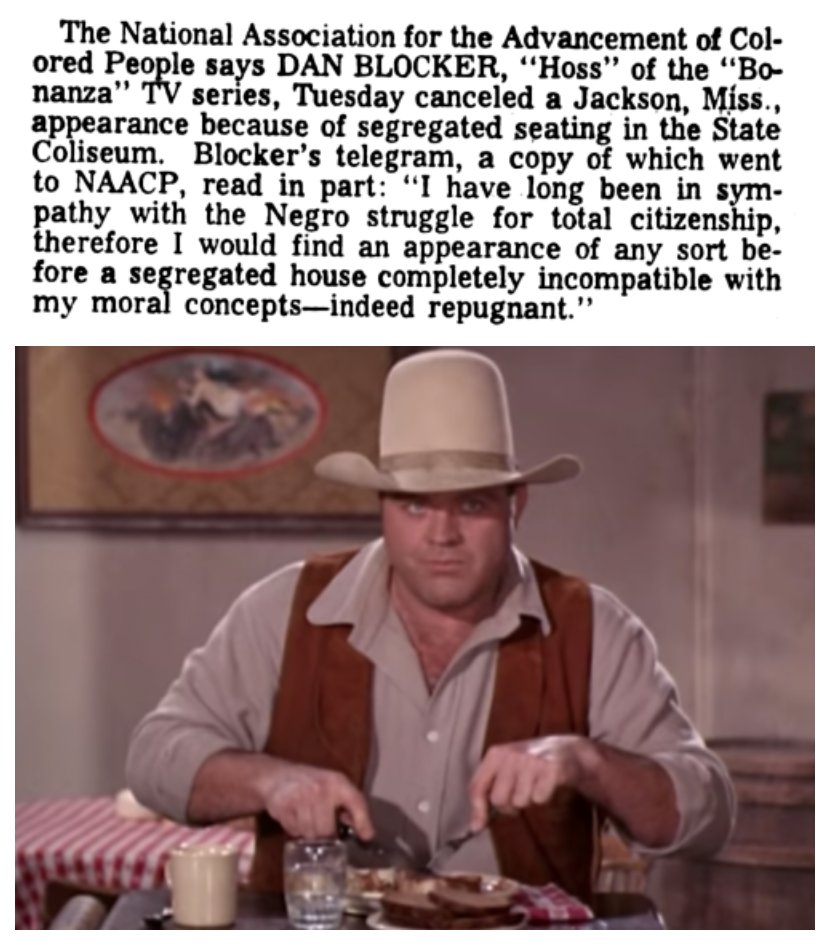 The National Association for the Advancement of Col-
ored People says DAN BLOCKER, "Hoss" of the "Bo-
nanza" TV series, Tuesday canceled a Jackson, Miss.,
appearance because of segregated seating in the State
Coliseum. Blocker's telegram, a copy of which went
to NAACP, read in part: "I have long been in sym-
pathy with the Negro struggle for total citizenship,
therefore I would find an appearance of any sort be-
fore a segregated house completely incompatible with
my moral concepts—indeed repugnant."